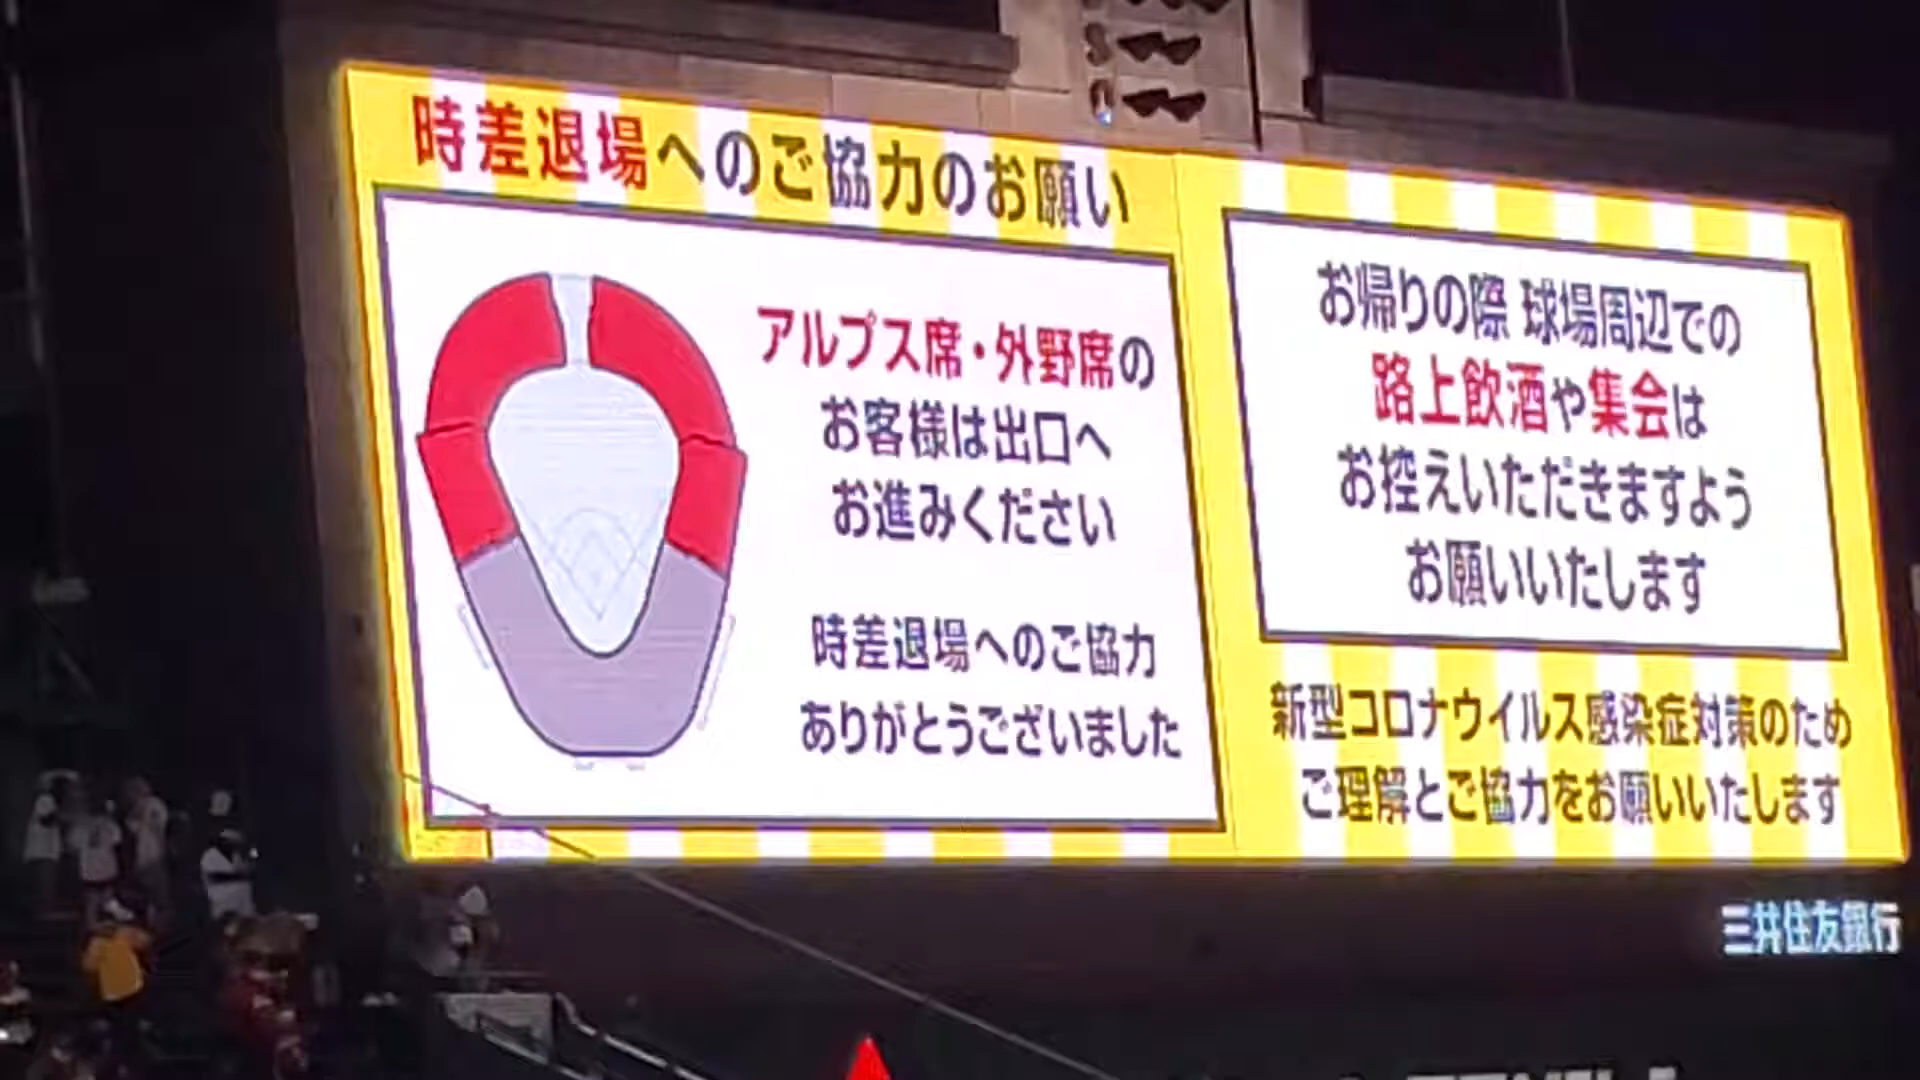 時差退場へのご協力のお願い
アルプス席・外野席の
お客様は出口へ
お進みください
時差退場へのご協力
ありがとうございました
お帰りの際 球場周辺での
路上飲酒や集会は
お控えいただきますよう
お願いいたします
新型コロナウイルス感染症対策のため
ご理解とご協力をお願いいたします
三井住友銀行